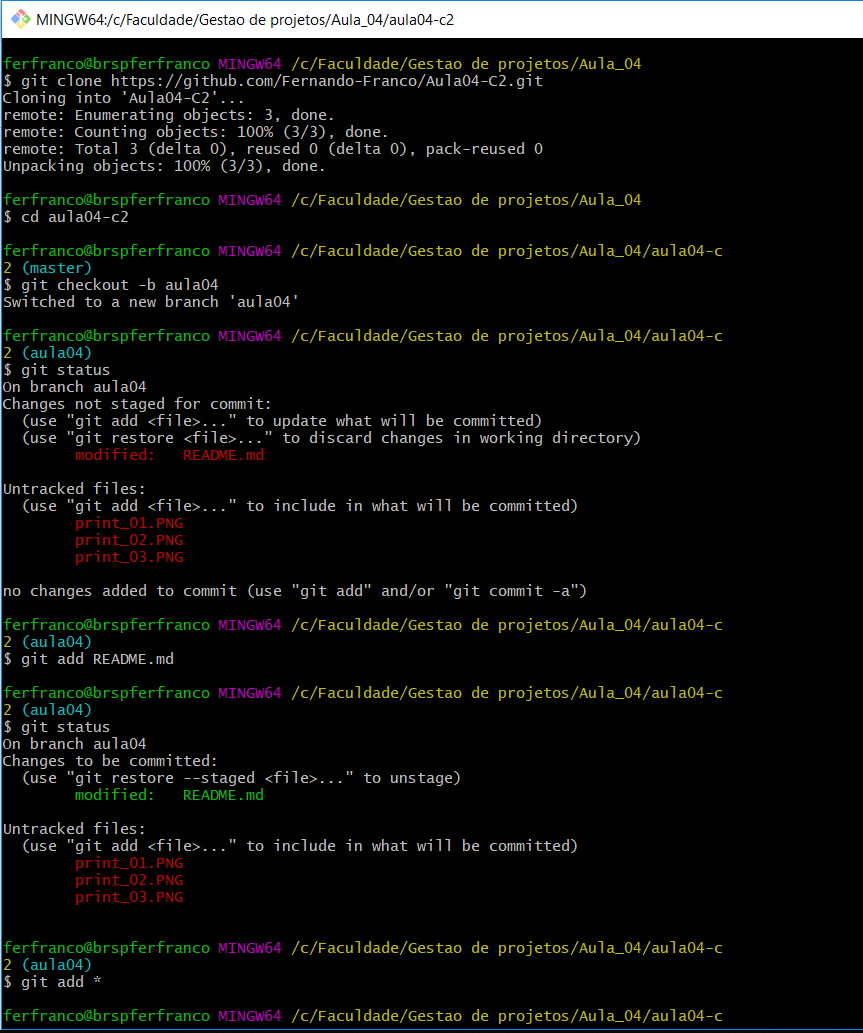 MINGW64:/c/Faculdade/Gestao de projetos/Aula_04/aula04-c2
ferfranco@brspferfranco MINGW64 /c/Faculdade/Gestao de projetos/Aula_04
$ git clone https://github.com/Fernando-Franco/Aula04-C2.git
Cloning into 'Aula04-C2'...
remote: Enumerating objects: 3, done.
remote: Counting objects: 100% (3/3), done.
remote: Total 3 (delta 0), reused 0 (delta 0), pack-reused 0
Unpacking objects: 100% (3/3), done.

ferfranco@brspferfranco MINGW64 /c/Faculdade/Gestao de projetos/Aula_04
$ cd aula04-c2

ferfranco@brspferfranco MINGW64 /c/Faculdade/Gestao de projetos/Aula_04/aula04-c
2 (master)
$ git checkout -b aula04
Switched to a new branch 'aula04'

ferfranco@brspferfranco MINGW64 /c/Faculdade/Gestao de projetos/Aula_04/aula04-c
2 (aula04)
$ git status
On branch aula04
Changes not staged for commit:
  (use "git add <file>..." to update what will be committed)
  (use "git restore <file>..." to discard changes in working directory)
        modified:   README.md

Untracked files:
  (use "git add <file>..." to include in what will be committed)
        print_01.PNG
        print_02.PNG
        print_03.PNG

no changes added to commit (use "git add" and/or "git commit -a")

ferfranco@brspferfranco MINGW64 /c/Faculdade/Gestao de projetos/Aula_04/aula04-c
2 (aula04)
$ git add README.md

ferfranco@brspferfranco MINGW64 /c/Faculdade/Gestao de projetos/Aula_04/aula04-c
2 (aula04)
$ git status
On branch aula04
Changes to be committed:
  (use "git restore --staged <file>..." to unstage)
        modified:   README.md

Untracked files:
  (use "git add <file>..." to include in what will be committed)
        print_01.PNG
        print_02.PNG
        print_03.PNG

ferfranco@brspferfranco MINGW64 /c/Faculdade/Gestao de projetos/Aula_04/aula04-c
2 (aula04)
$ git add *

ferfranco@brspferfranco MINGW64 /c/Faculdade/Gestao de projetos/Aula_04/aula04-c